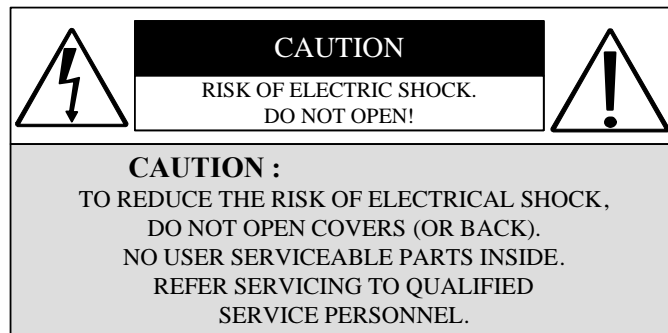 CAUTION
RISK OF ELECTRIC SHOCK.
DO NOT OPEN!
CAUTION :
TO REDUCE THE RISK OF ELECTRICAL SHOCK,
DO NOT OPEN COVERS (OR BACK).
NO USER SERVICEABLE PARTS INSIDE.
REFER SERVICING TO QUALIFIED
SERVICE PERSONNEL.